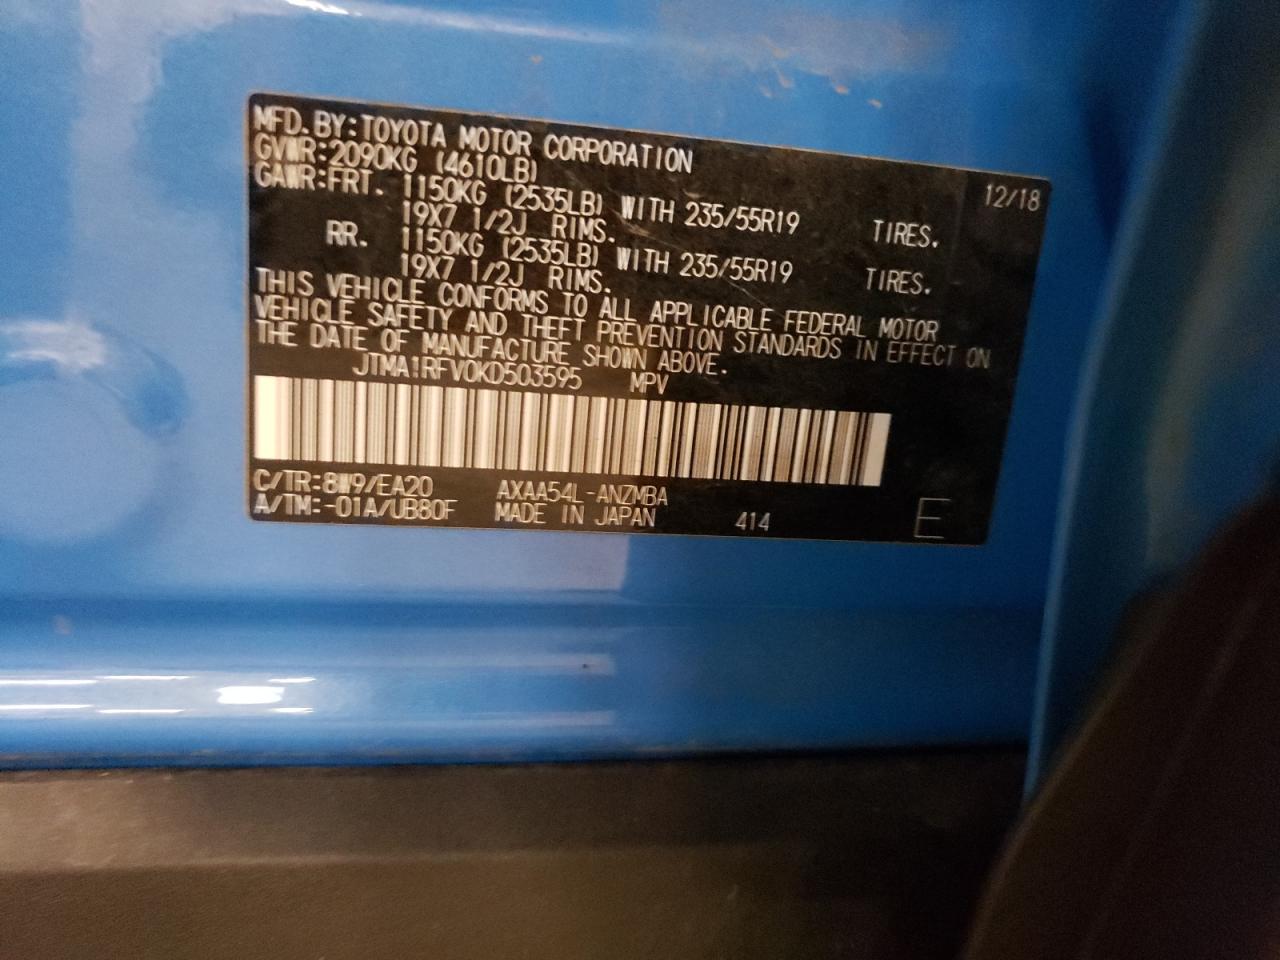 MFD. BY: TOYOTA MOTOR CORPORATION 12/18
GVWR: 2090KG (4610LB)
GAWR: FRT. 1150KG (2535LB) WITH 235/55R19 TIRES.
19X7 1/2J RIMS.
RR. 1150KG (2535LB) WITH 235/55R19 TIRES.
19X7 1/2J RIMS.
THIS VEHICLE CONFORMS TO ALL APPLICABLE FEDERAL MOTOR
VEHICLE SAFETY AND THEFT PREVENTION STANDARDS IN EFFECT ON
THE DATE OF MANUFACTURE SHOWN ABOVE.
JTMA1RFV0KD503595 MPV
C/TR: 8W9/EA20 AXAA54L-ANZMBA
A/TM: -01A/UB80F MADE IN JAPAN 414 E